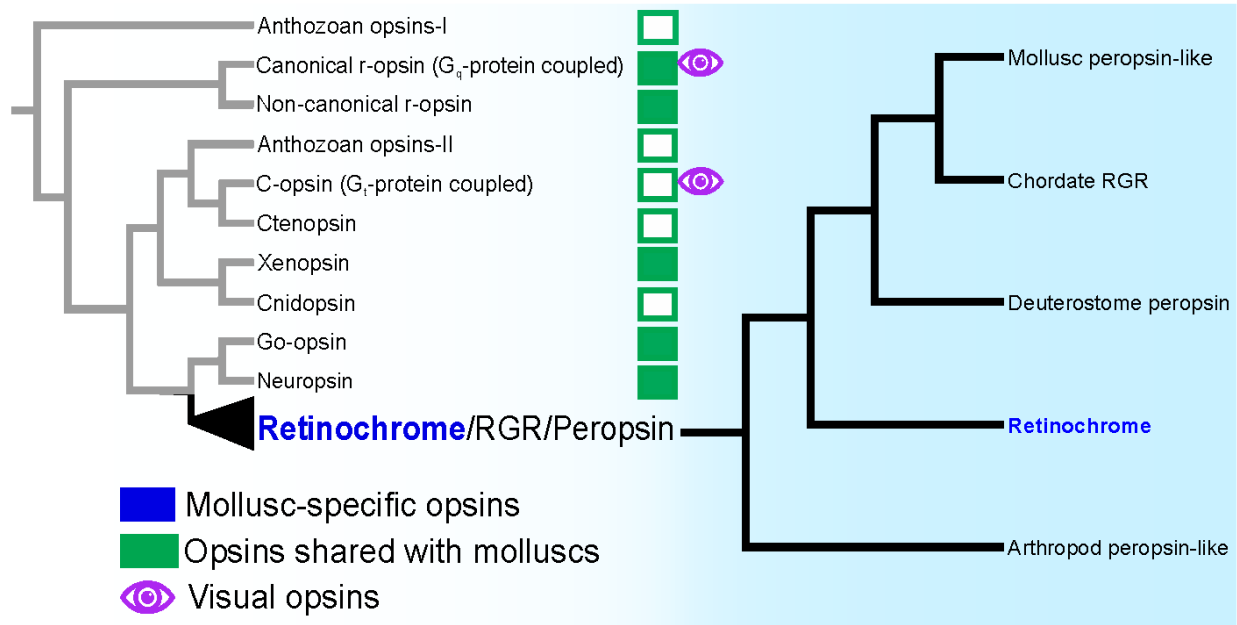 Anthozoan opsins-I
Canonical r-opsin (Gq-protein coupled)
Non-canonical r-opsin
Anthozoan opsins-II
C-opsin (Gt-protein coupled)
Ctenopsin
Xenopsin
Cnidopsin
Go-opsin
Neuropsin
Retinochrome/RGR/Peropsin
Mollusc-specific opsins
Opsins shared with molluscs
Visual opsins
Mollusc peropsin-like
Chordate RGR
Deuterostome peropsin
Retinochrome
Arthropod peropsin-like